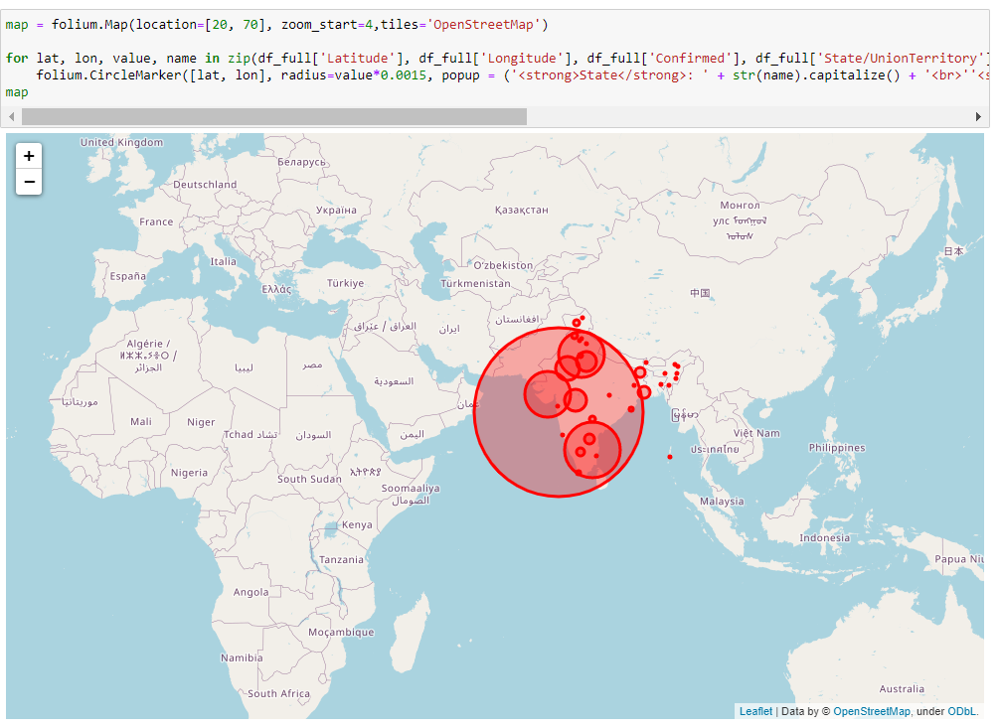 map = folium.Map(location=[20, 70], zoom_start=4,tiles='OpenStreetMap')
for lat, lon, value, name in zip(df_full['Latitude'], df_full['Longitude'], df_full['Confirmed'], df_full['State/UnionTerritory']
folium.CircleMarker([lat, lon], radius=value*0.0015, popup = ('<strong>State</strong>: ' + str(name).capitalize() + '<br>''<s
map
+
−
United Kingdom
Беларусь
Deutschland
Україна
Қазақстан
Монгол
улс
France
Italia
España
Ελλάς
Türkiye
Oʻzbekiston
Türkmenistan
日本
中国
افغانستان
ایران
العراق / عێراق
Algérie /
ⵍⵣⵣⴰⵢⴻⵔ /
الجزائر
ليبيا
مصر
السعودية
عمان
موريتانيا
Mali
Niger
Tchad تشاد
السودان
اليمن
ኢትዮጵያ
Nigeria
South Sudan
Soomaaliya
الصومال
မြန်မာ
ประเทศไทย
Việt Nam
Philippines
Kenya
Malaysia
Tanzania
Indonesia
Papua Niu
Angola
Moçambique
Namibia
South Africa
Australia
Leaflet | Data by © OpenStreetMap, under ODbL.